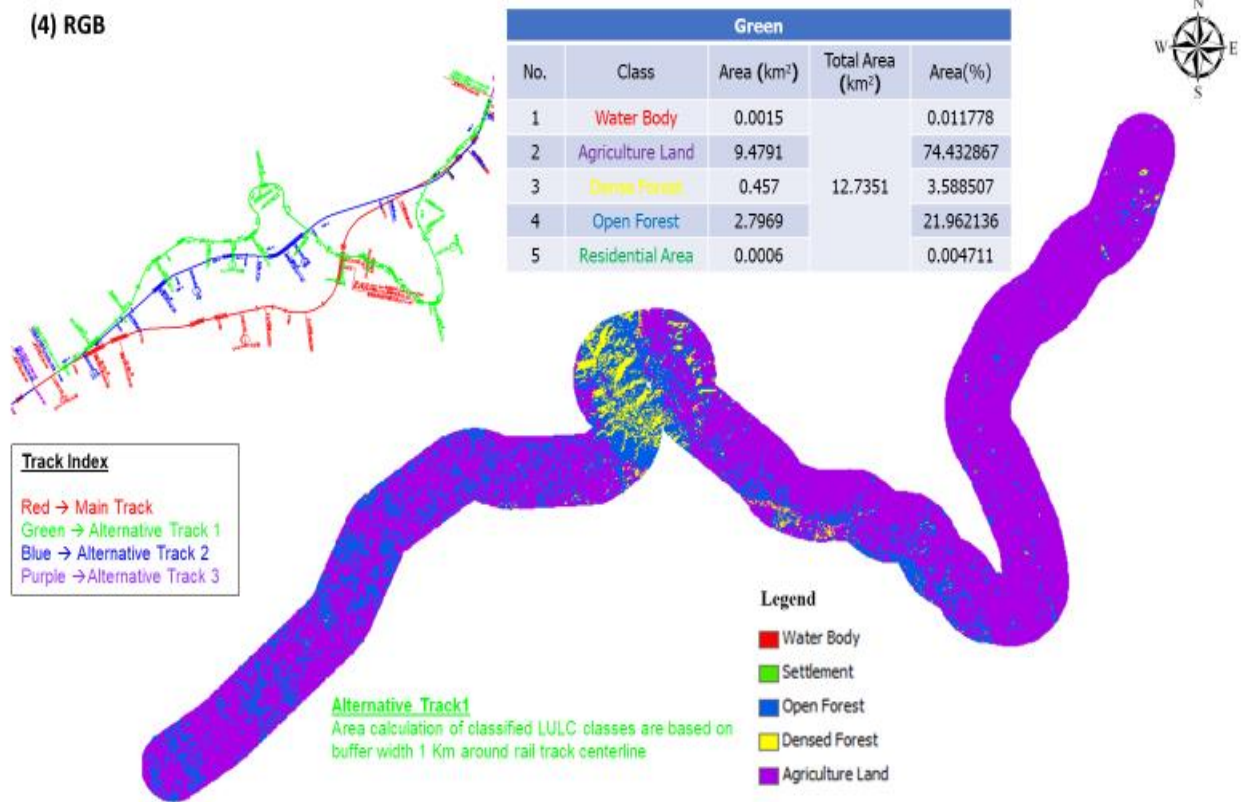 (4) RGB
Green
No. Class Area (km²) Total Area (km²) Area(%)
1 Water Body 0.0015 0.011778
2 Agriculture Land 9.4791 74.432867
3 Dense Forest 0.457 12.7351 3.588507
4 Open Forest 2.7969 21.962136
5 Residential Area 0.0006 0.004711
N
W E
S
Track Index
Red → Main Track
Green → Alternative Track 1
Blue → Alternative Track 2
Purple → Alternative Track 3
Alternative Track1
Area calculation of classified LULC classes are based on
buffer width 1 Km around rail track centerline
Legend
Water Body
Settlement
Open Forest
Densed Forest
Agriculture Land